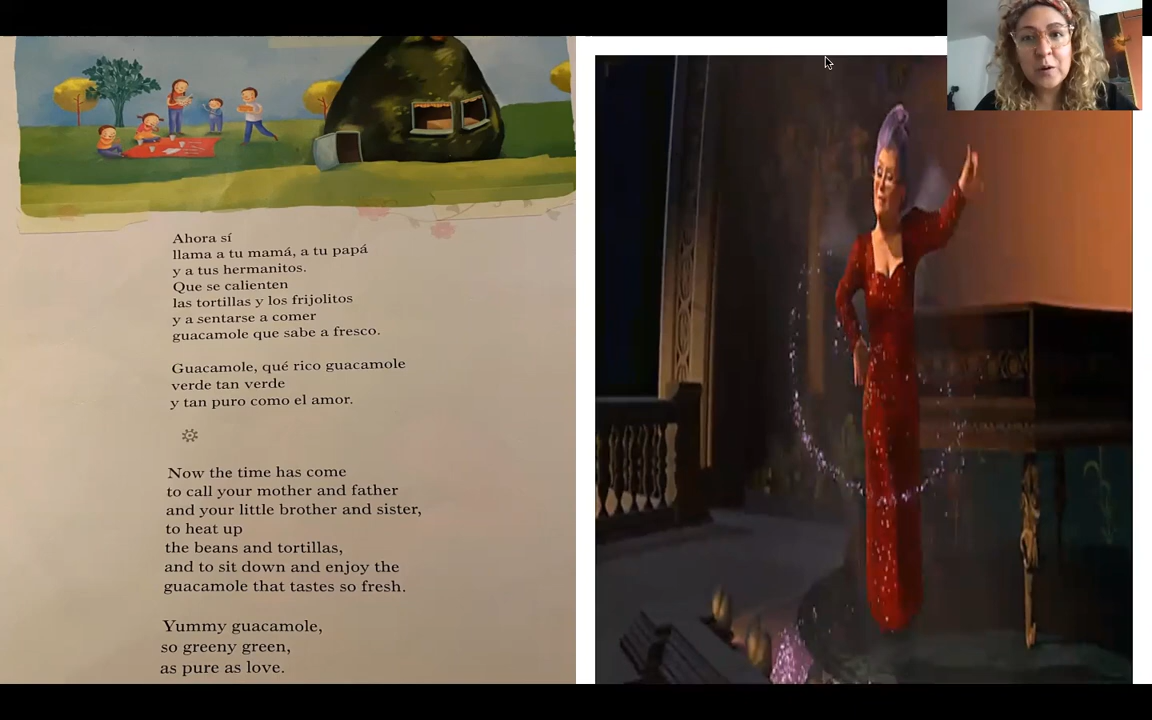 Ahora sí
llama a tu mamá, a tu papá
y a tus hermanitos.
Que se calienten
las tortillas y los frijolitos
y a sentarse a comer
guacamole que sabe a fresco.
Guacamole, qué rico guacamole
verde tan verde
y tan puro como el amor.
Now the time has come
to call your mother and father
and your little brother and sister,
to heat up
the beans and tortillas,
and to sit down and enjoy the
guacamole that tastes so fresh.
Yummy guacamole,
so greeny green,
as pure as love.